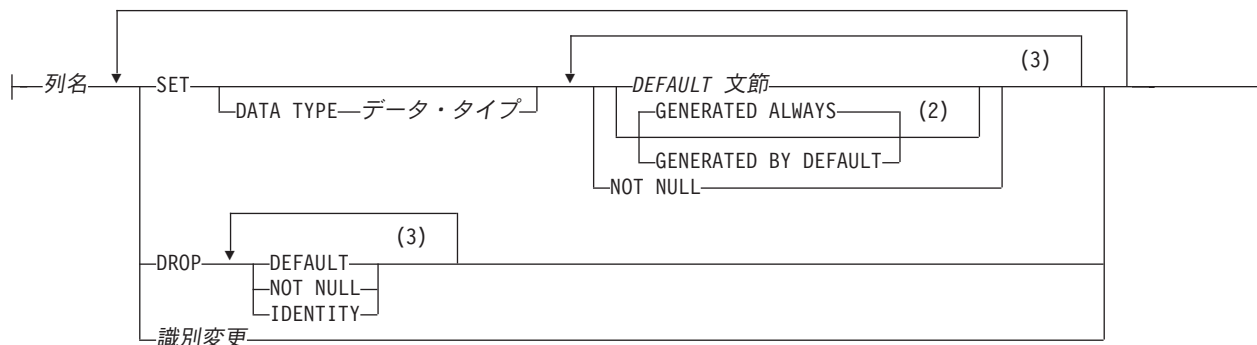 (3)
列名 SET DEFAULT 文節
DATA TYPE データ・タイプ GENERATED ALWAYS (2)
GENERATED BY DEFAULT
NOT NULL
(3)
DROP DEFAULT
NOT NULL
IDENTITY
識別変更